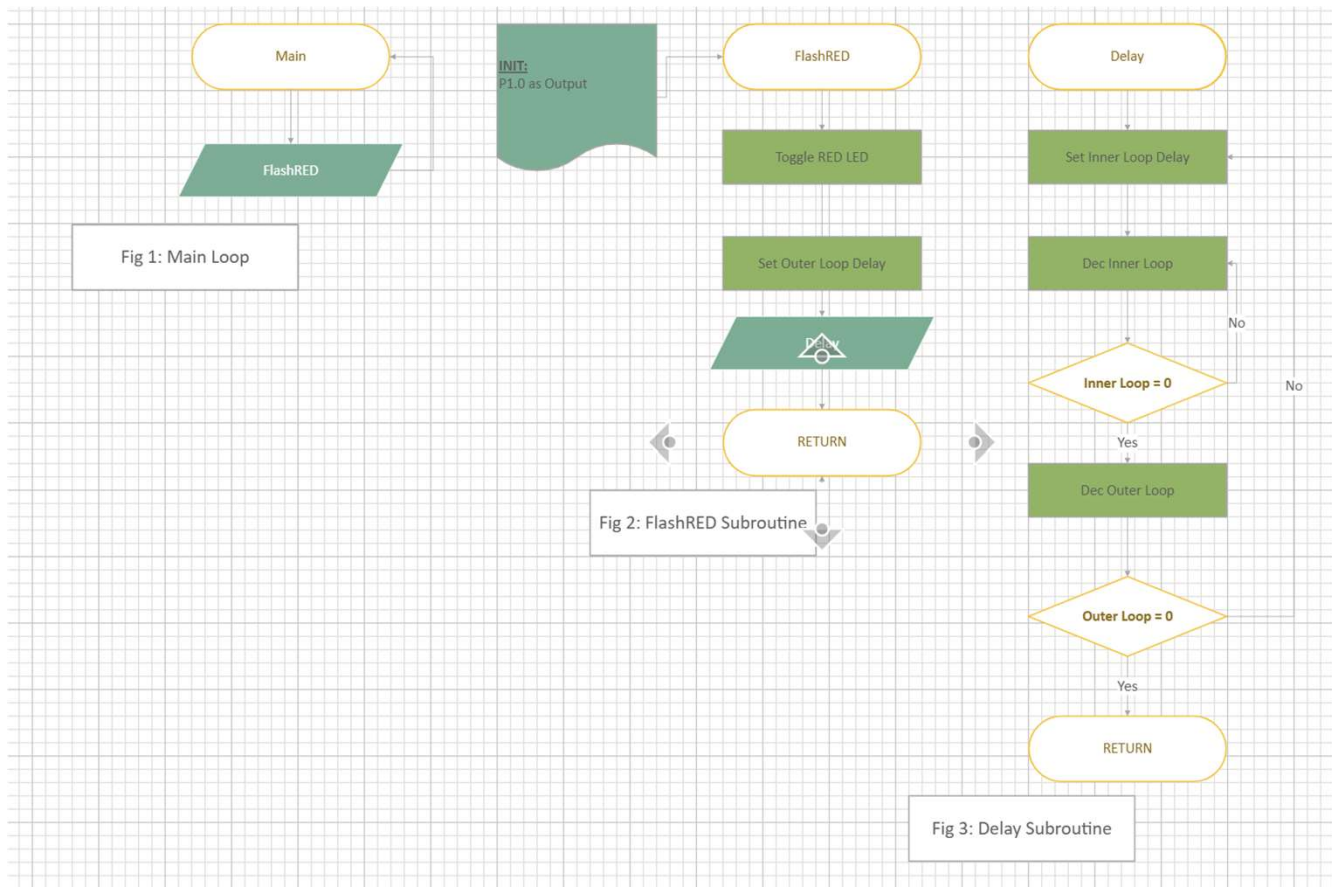 Main
FlashRED
Fig 1: Main Loop
INIT:
P1.0 as Output
FlashRED
Toggle RED LED
Set Outer Loop Delay
Delay
RETURN
Fig 2: FlashRED Subroutine
Delay
Set Inner Loop Delay
Dec Inner Loop
No
Inner Loop = 0
No
Yes
Dec Outer Loop
Outer Loop = 0
Yes
RETURN
Fig 3: Delay Subroutine